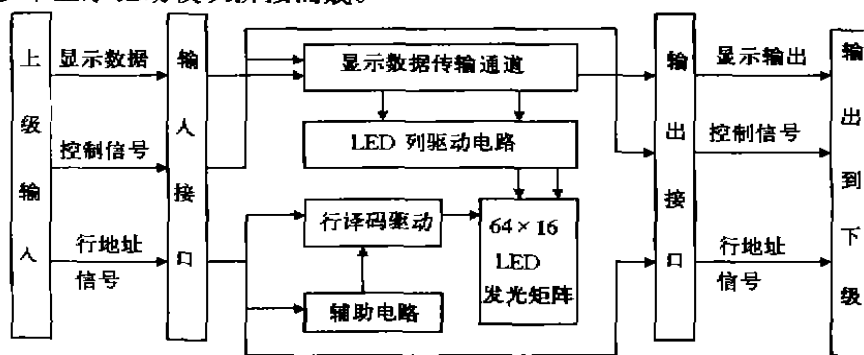 上级输入
显示数据
控制信号
行地址
信号
输入接口
显示数据传输通道
LED 列驱动电路
行译码驱动
辅助电路
64×16
LED
发光矩阵
输出接口
显示输出
控制信号
行地址
信号
输出到下级